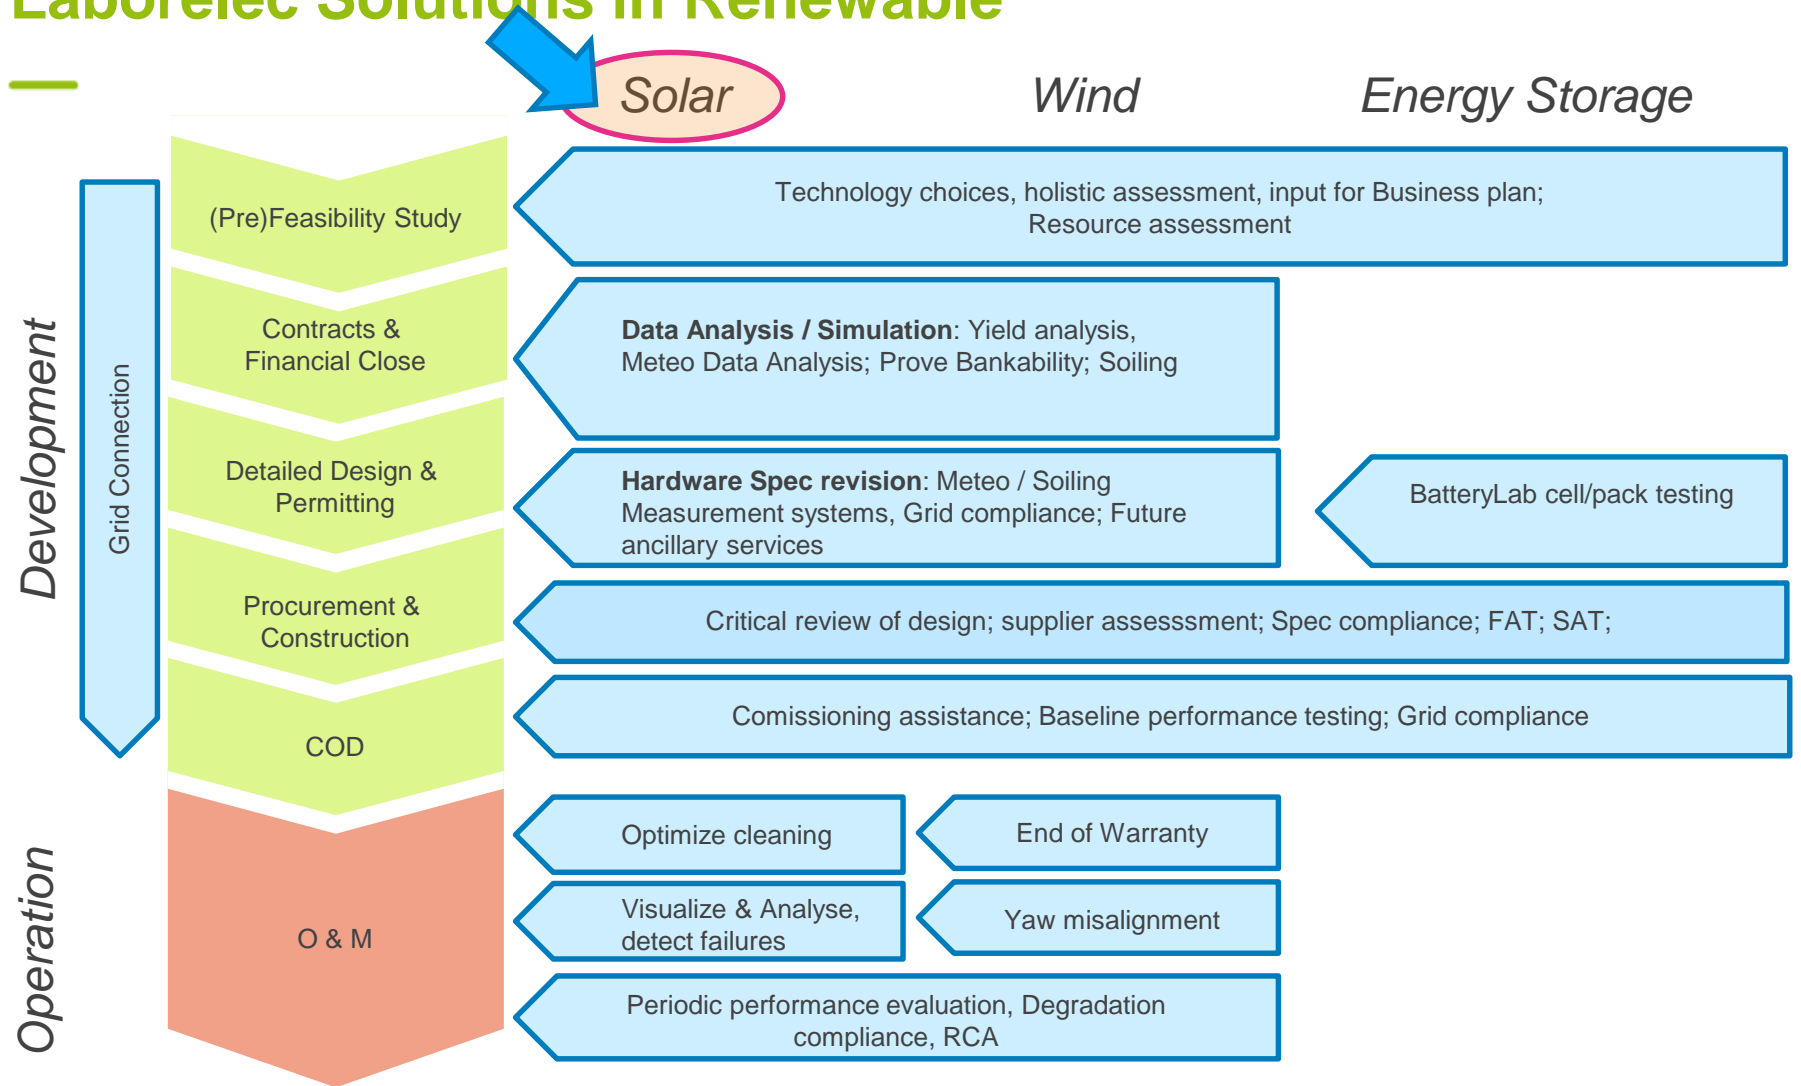 Laborelec Solutions in Renewable
Solar
Wind
Energy Storage
Development
Grid Connection
(Pre)Feasibility Study
Technology choices, holistic assessment, input for Business plan;
Resource assessment
Contracts &
Financial Close
Data Analysis / Simulation: Yield analysis,
Meteo Data Analysis; Prove Bankability; Soiling
Detailed Design &
Permitting
Hardware Spec revision: Meteo / Soiling
Measurement systems, Grid compliance; Future
ancillary services
BatteryLab cell/pack testing
Procurement &
Construction
Critical review of design; supplier assesssment; Spec compliance; FAT; SAT;
COD
Comissioning assistance; Baseline performance testing; Grid compliance
Operation
O & M
Optimize cleaning
End of Warranty
Visualize & Analyse,
detect failures
Yaw misalignment
Periodic performance evaluation, Degradation
compliance, RCA